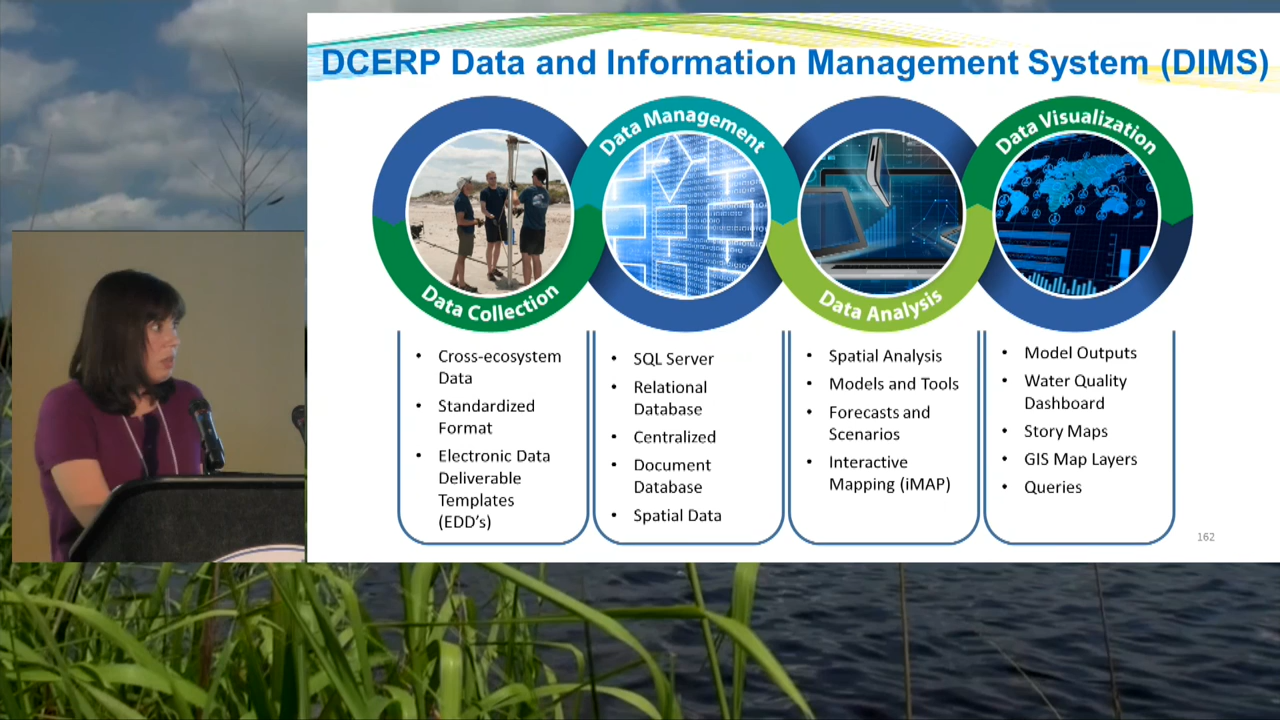 DCERP Data and Information Management System (DIMS)
Data Collection
Data Management
Data Analysis
Data Visualization
• Cross-ecosystem
Data
• Standardized
Format
• Electronic Data
Deliverable
Templates
(EDD's)
• SQL Server
• Relational
Database
• Centralized
• Document
Database
• Spatial Data
• Spatial Analysis
• Models and Tools
• Forecasts and
Scenarios
• Interactive
Mapping (iMAP)
• Model Outputs
• Water Quality
Dashboard
• Story Maps
• GIS Map Layers
• Queries
162